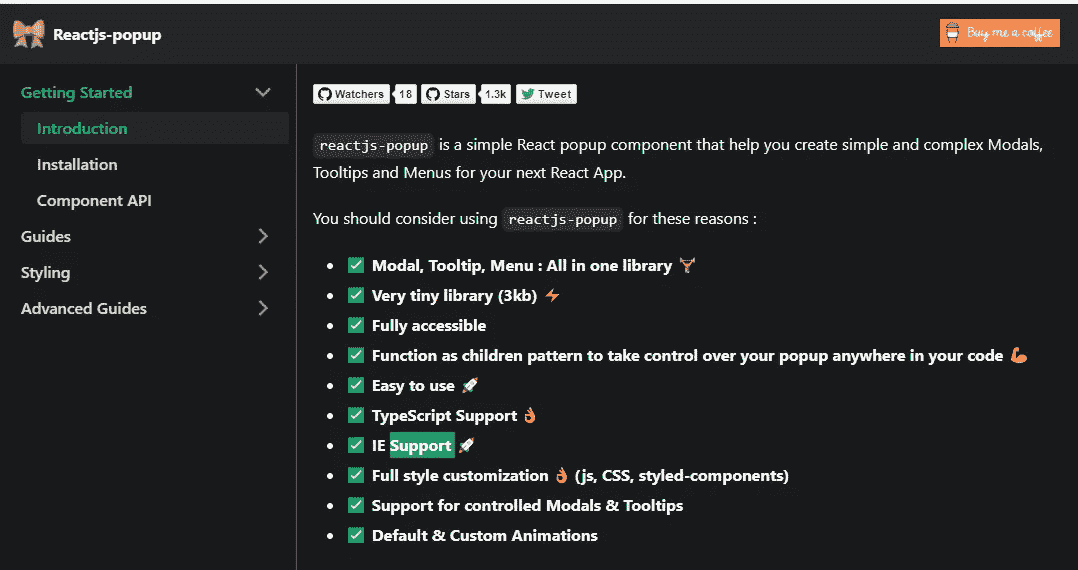 Reactjs-popup
Buy me a coffee
Getting Started
Introduction
Installation
Component API
Guides
Styling
Advanced Guides
Watchers 18 Stars 1.3k Tweet
reactjs-popup is a simple React popup component that help you create simple and complex Modals,
Tooltips and Menus for your next React App.
You should consider using reactjs-popup for these reasons :
Modal, Tooltip, Menu : All in one library
Very tiny library (3kb)
Fully accessible
Function as children pattern to take control over your popup anywhere in your code
Easy to use
TypeScript Support
IE Support
Full style customization (js, CSS, styled-components)
Support for controlled Modals & Tooltips
Default & Custom Animations